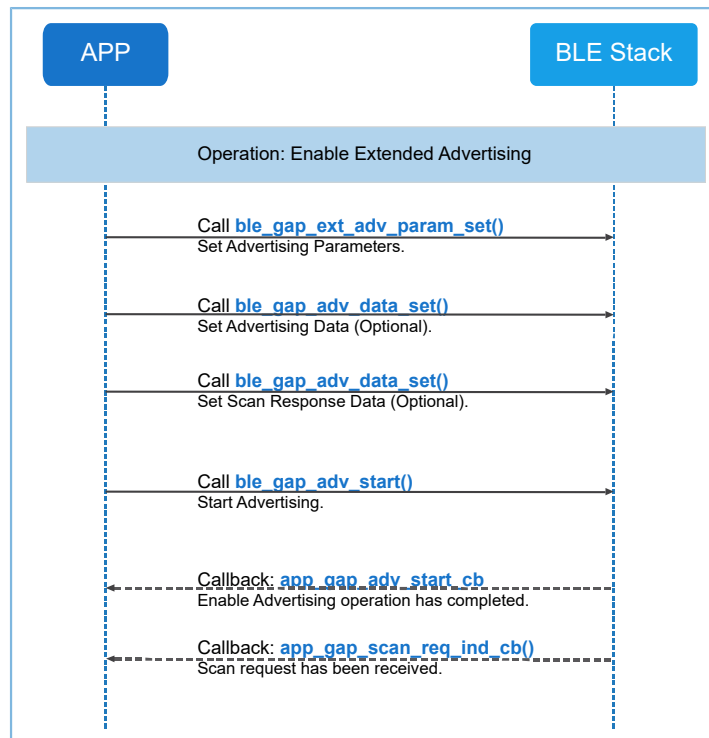 APP
BLE Stack
Operation: Enable Extended Advertising
Call ble_gap_ext_adv_param_set()
Set Advertising Parameters.
Call ble_gap_adv_data_set()
Set Advertising Data (Optional).
Call ble_gap_adv_data_set()
Set Scan Response Data (Optional).
Call ble_gap_adv_start()
Start Advertising.
Callback: app_gap_adv_start_cb
Enable Advertising operation has completed.
Callback: app_gap_scan_req_ind_cb()
Scan request has been received.